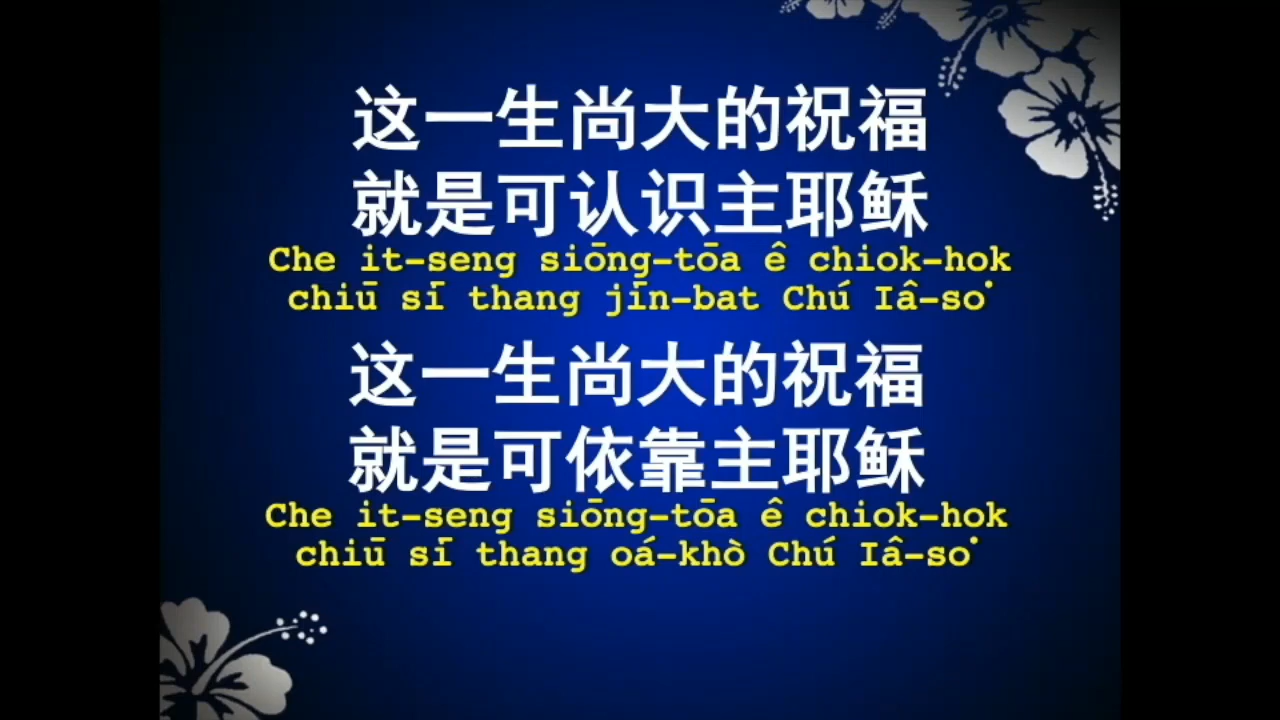 这一生尚大的祝福
就是可认识主耶稣
Che it-seng siōng-tōa ê chiok-hok
chiū sī thang jīn-bat Chú Iâ-so͘
这一生尚大的祝福
就是可依靠主耶稣
Che it-seng siōng-tōa ê chiok-hok
chiū sī thang oá-khò Chú Iâ-so͘